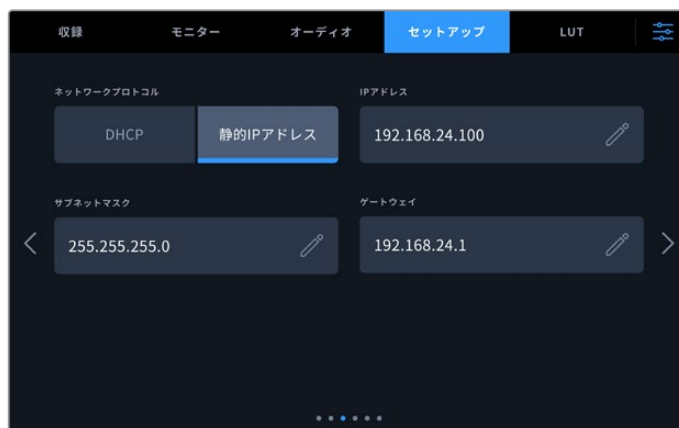 収録 モニター オーディオ セットアップ LUT
ネットワークプロトコル IPアドレス
DHCP 静的IPアドレス 192.168.24.100
サブネットマスク ゲートウェイ
255.255.255.0 192.168.24.1